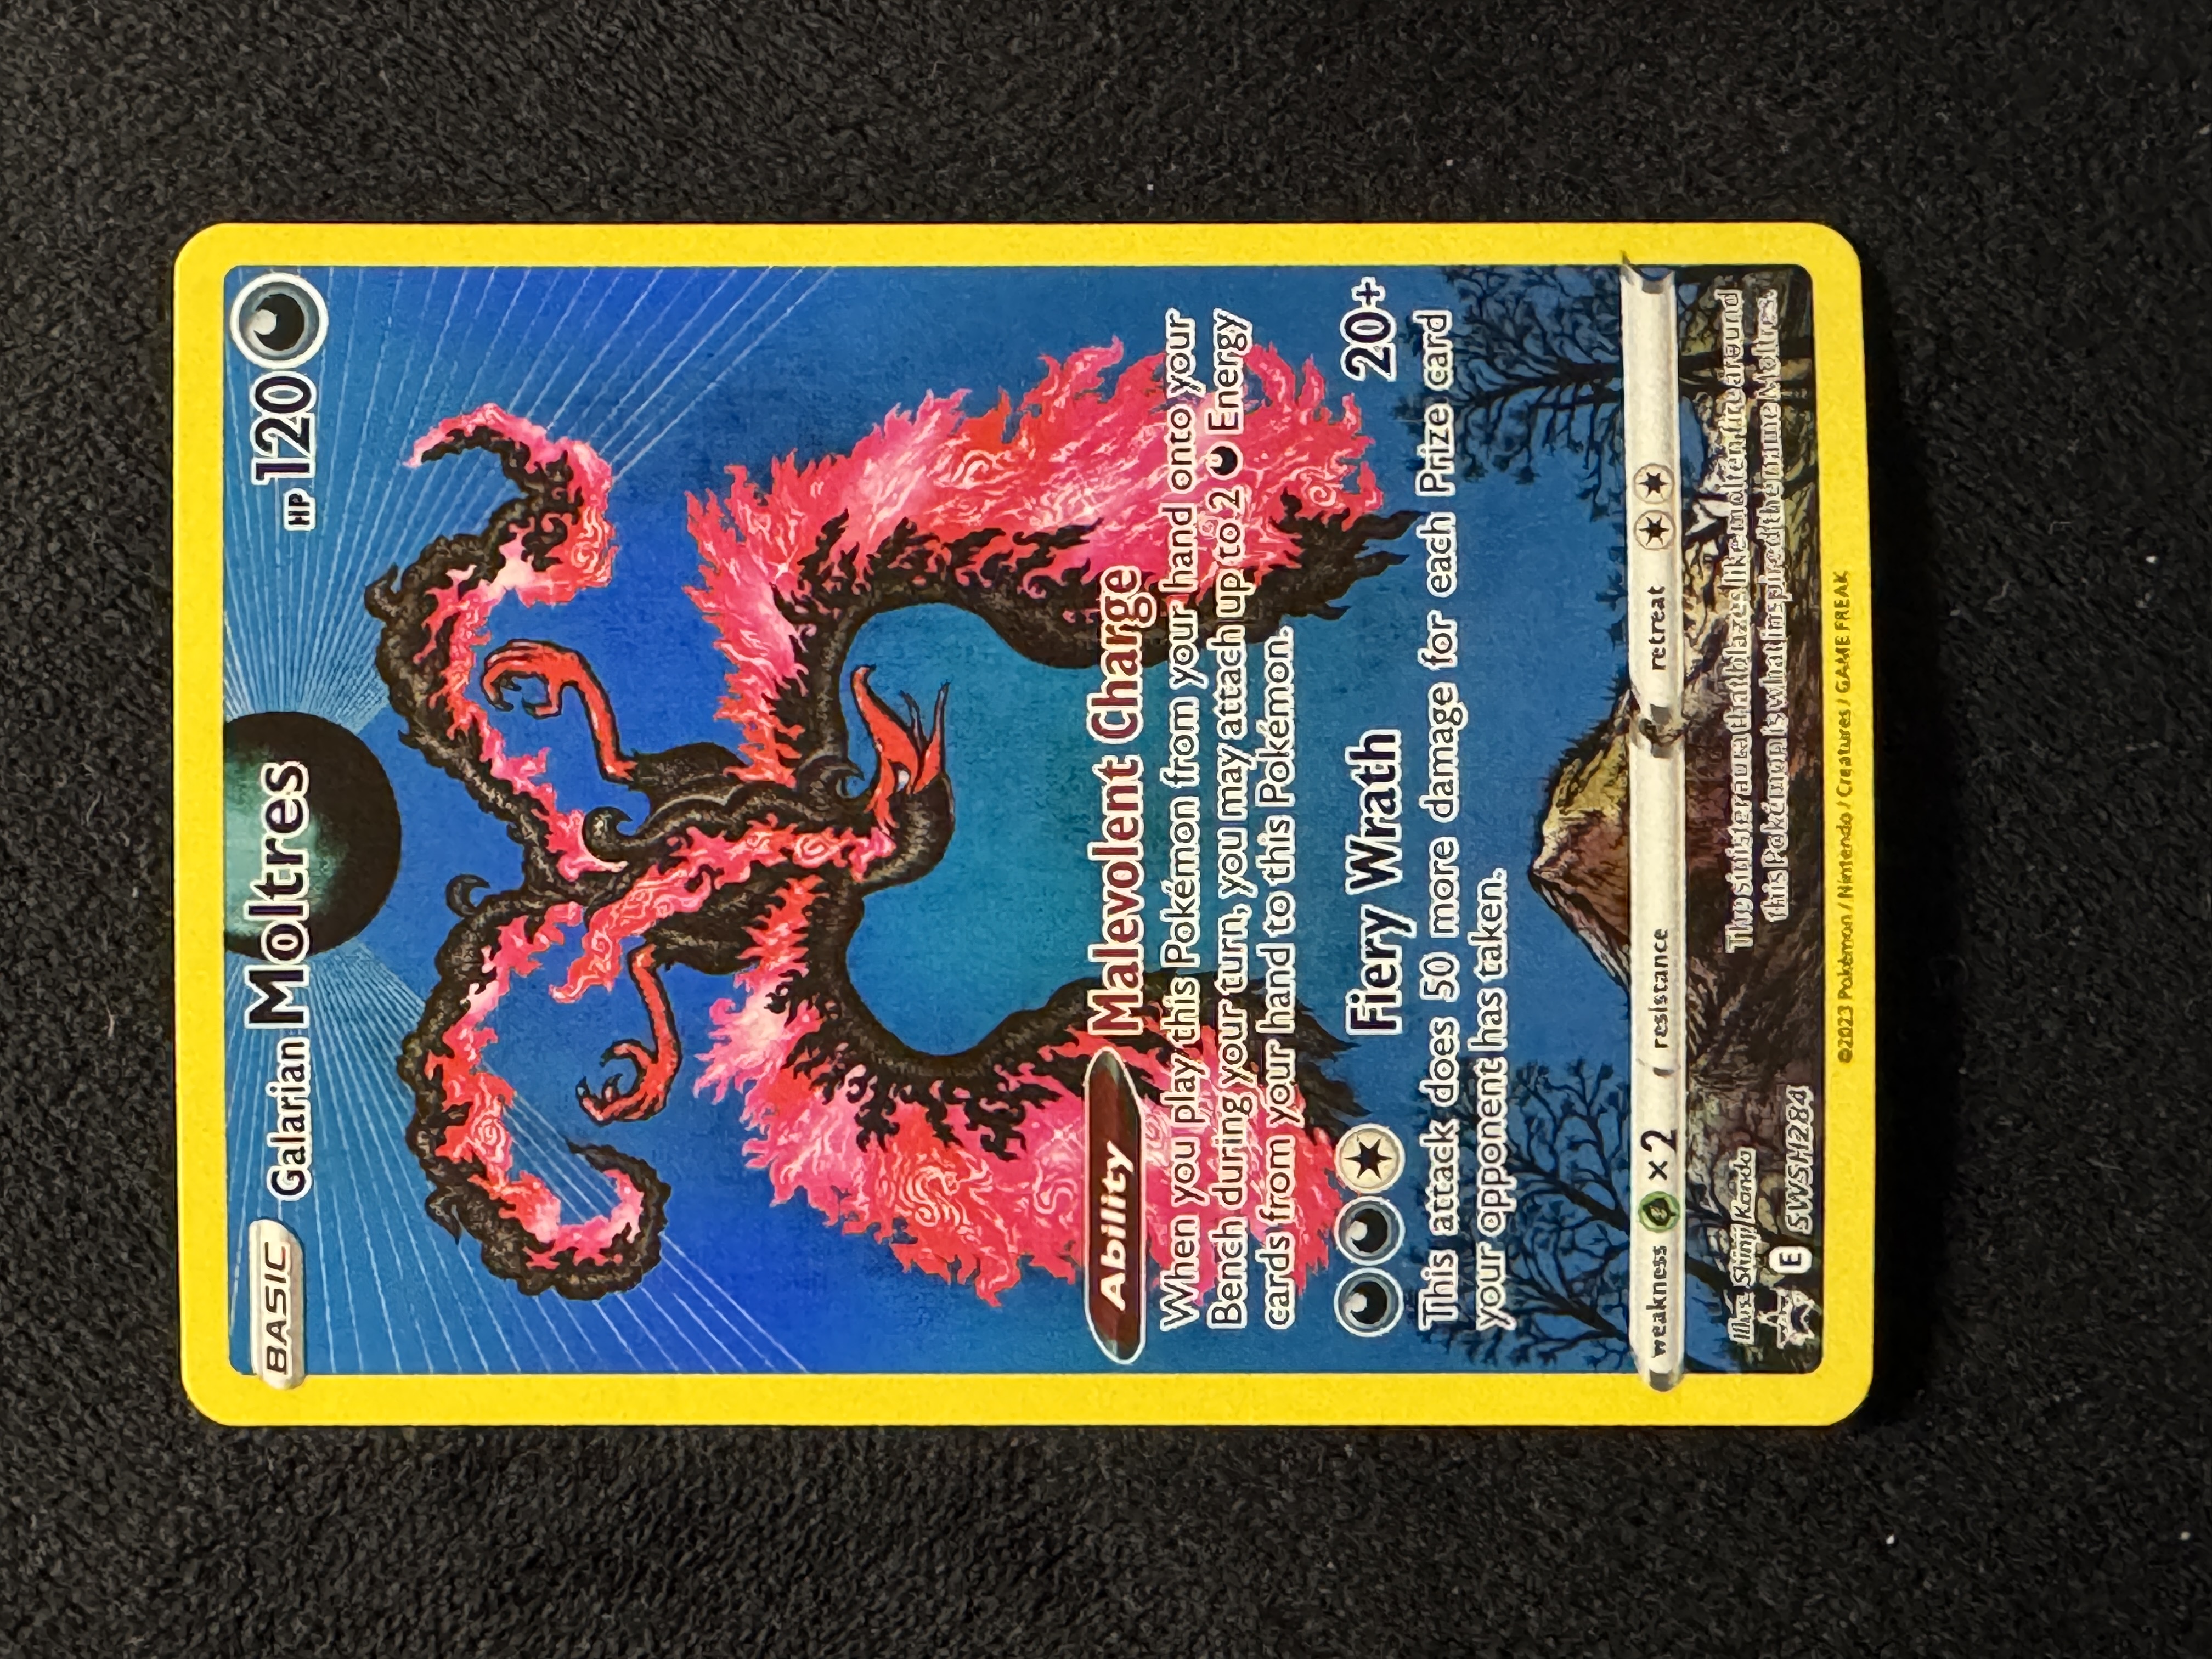 BASIC
Galarian Moltres
HP 120
Ability Malevolent Charge
When you play this Pokémon from your hand onto your
Bench during your turn, you may attach up to 2 Energy
cards from your hand to this Pokémon.
Fiery Wrath 20+
This attack does 50 more damage for each Prize card
your opponent has taken.
weakness ×2 resistance retreat
Illus. Shinji Kanda
The sinister aura that blazes like molten fire around
this Pokémon is what inspired the name Moltres.
E SWSH284
©2023 Pokémon / Nintendo / Creatures / GAME FREAK